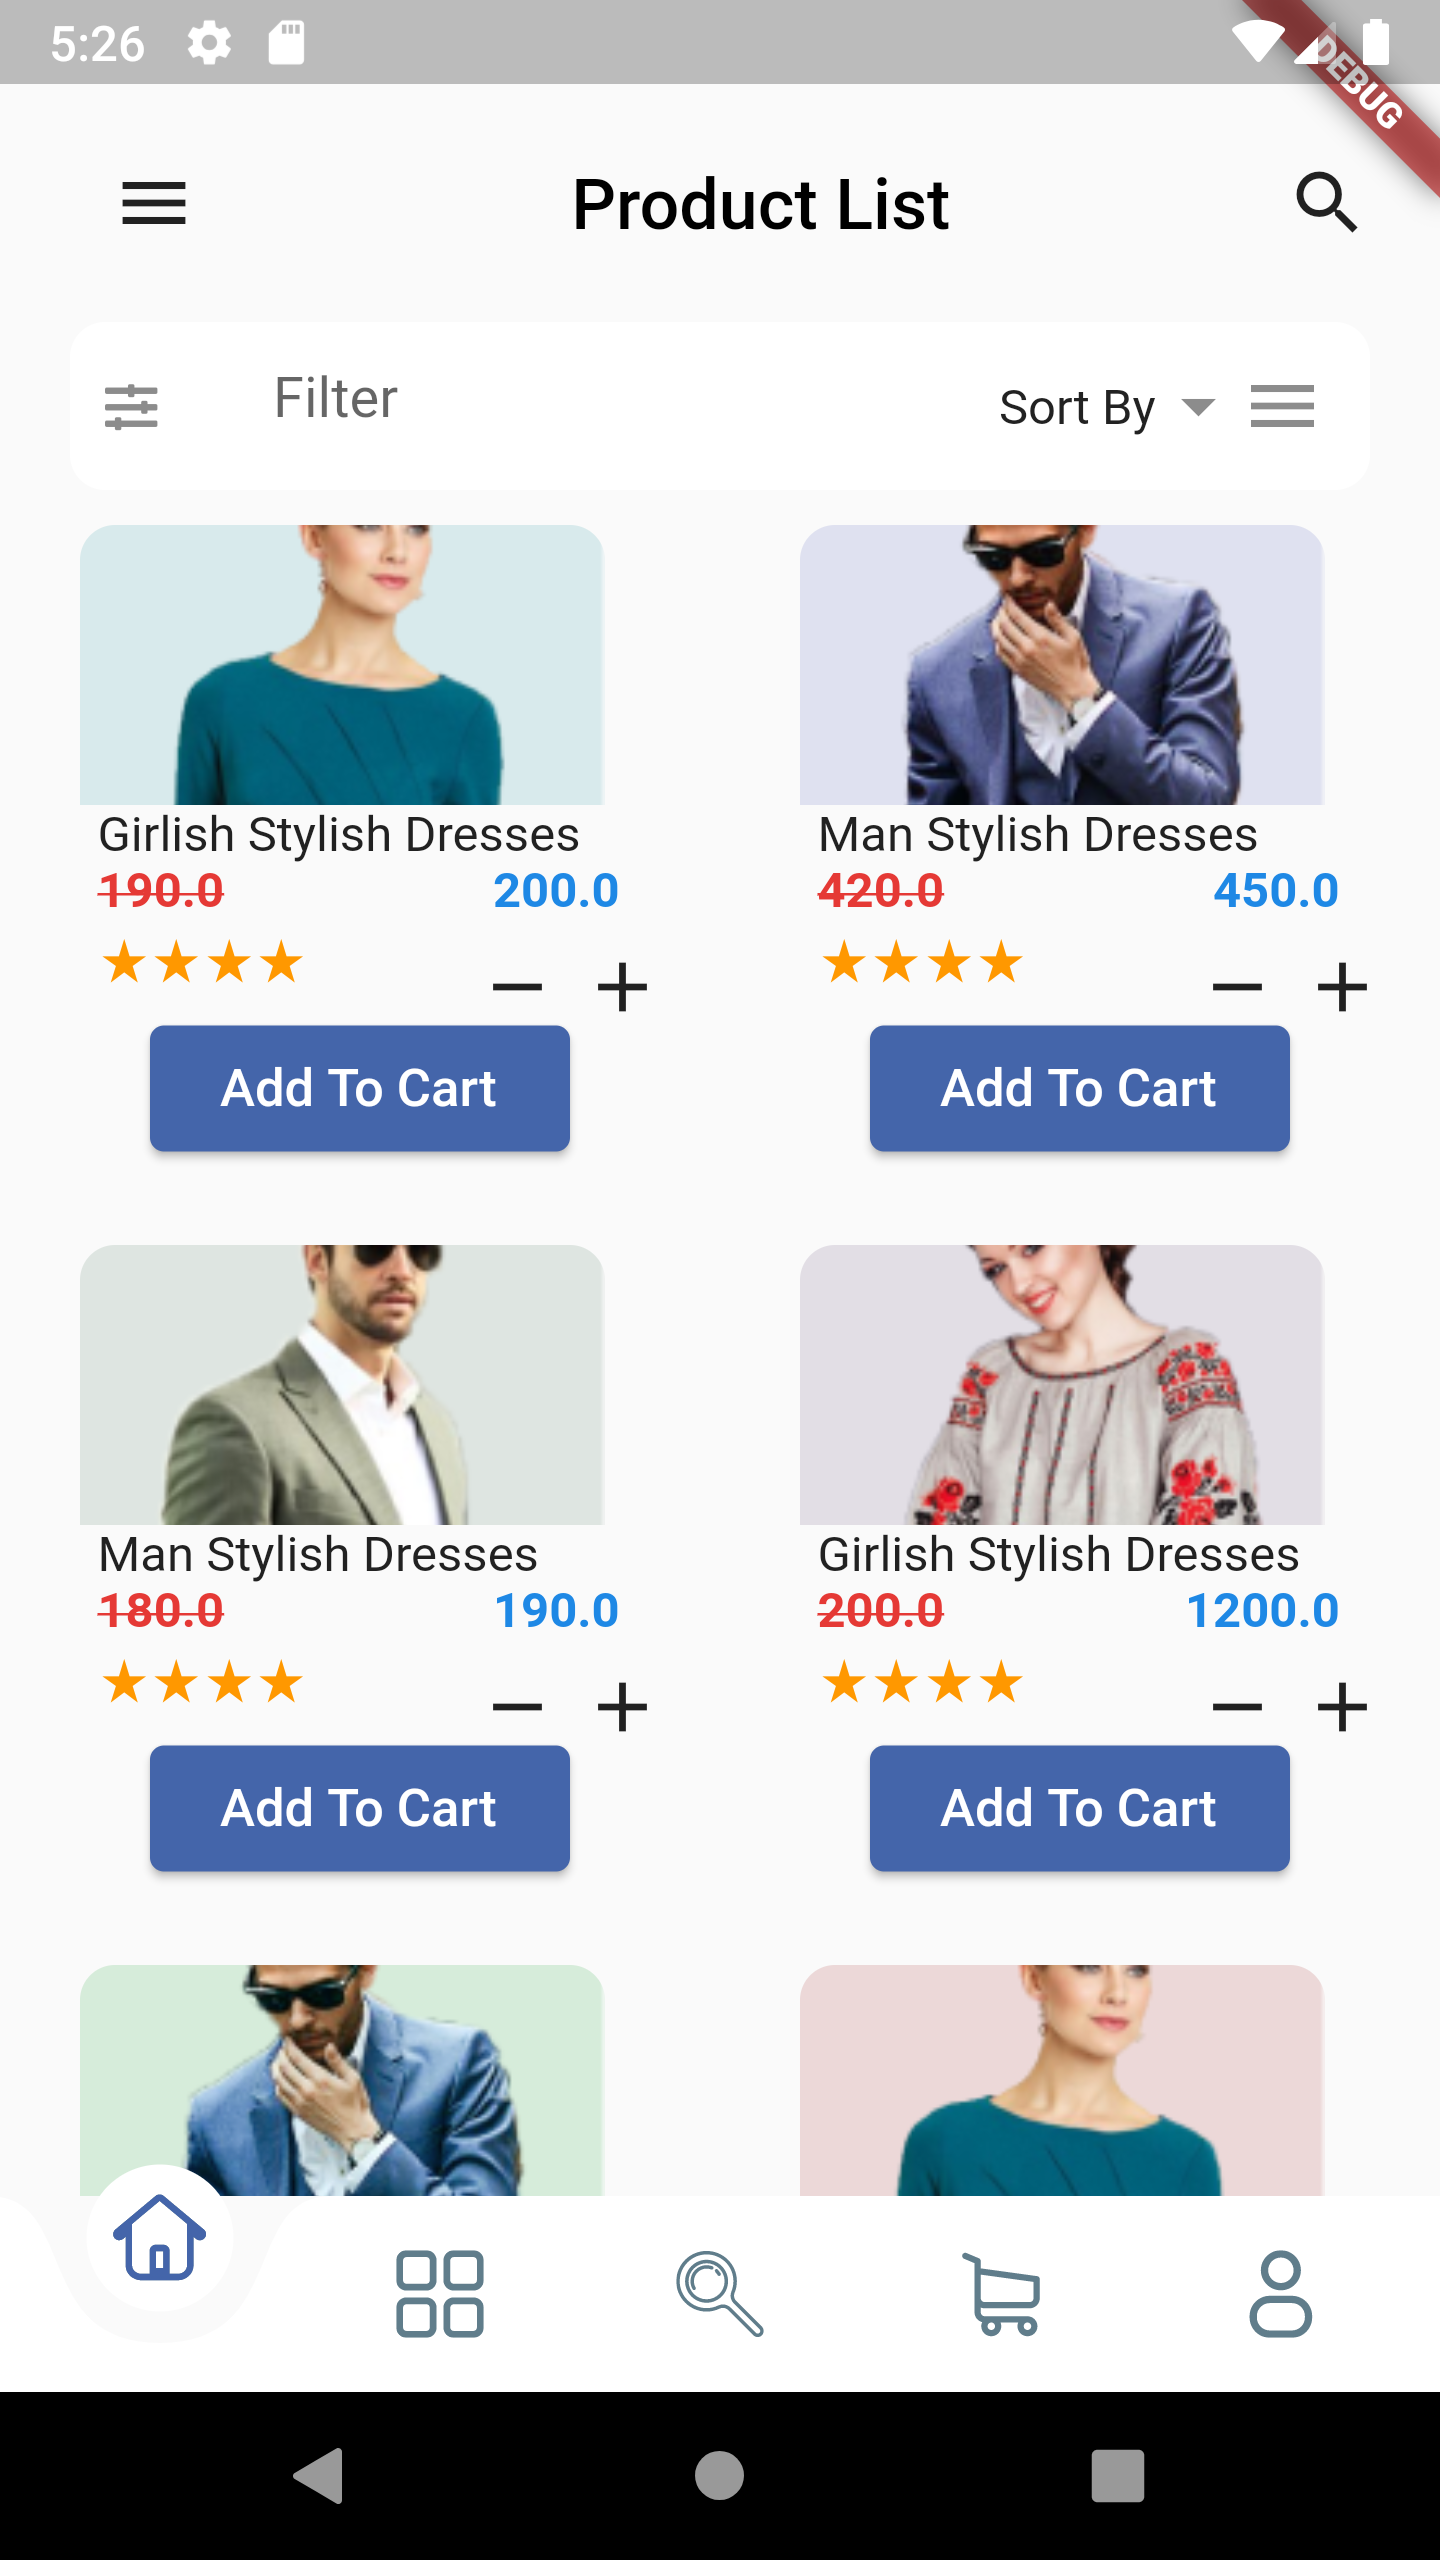 5:26
DEBUG
Product List
Filter
Sort By
Girlish Stylish Dresses
190.0 200.0
Add To Cart
Man Stylish Dresses
420.0 450.0
Add To Cart
Man Stylish Dresses
180.0 190.0
Add To Cart
Girlish Stylish Dresses
200.0 1200.0
Add To Cart